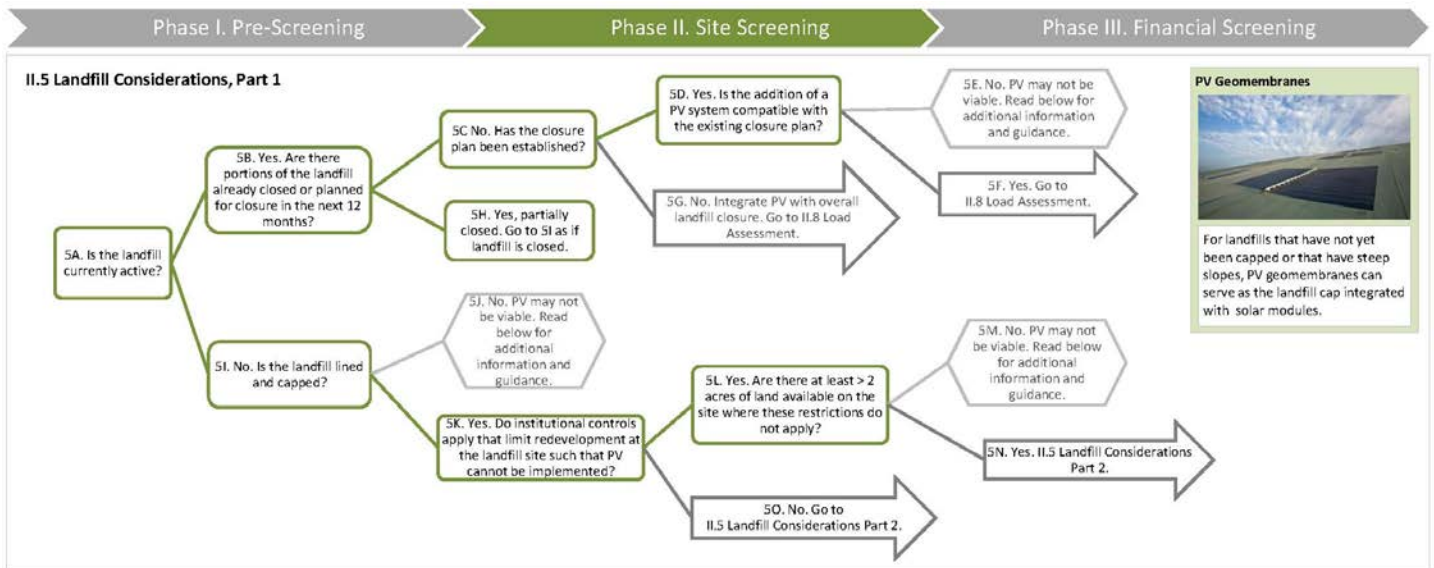 Phase I. Pre-Screening
Phase II. Site Screening
Phase III. Financial Screening
II.5 Landfill Considerations, Part 1
5A. Is the landfill
currently active?
5B. Yes. Are there
portions of the landfill
already closed or planned
for closure in the next 12
months?
5C No. Has the closure
plan been established?
5D. Yes. Is the addition of a
PV system compatible with
the existing closure plan?
5E. No. PV may not be
viable. Read below for
additional information
and guidance.
5F. Yes. Go to
II.8 Load Assessment.
5G. No. Integrate PV with overall
landfill closure. Go to II.8 Load
Assessment.
5H. Yes, partially
closed. Go to 5I as if
landfill is closed.
5I. No. Is the landfill lined
and capped?
5J. No. PV may not
be viable. Read
below for
additional
information and
guidance.
5K. Yes. Do institutional controls
apply that limit redevelopment at
the landfill site such that PV
cannot be implemented?
5L. Yes. Are there at least > 2
acres of land available on the
site where these restrictions do
not apply?
5M. No. PV may not
be viable. Read below
for additional
information and
guidance.
5N. Yes. II.5 Landfill Considerations
Part 2.
5O. No. Go to
II.5 Landfill Considerations Part 2.
PV Geomembranes
For landfills that have not yet
been capped or that have steep
slopes, PV geomembranes can
serve as the landfill cap integrated
with solar modules.